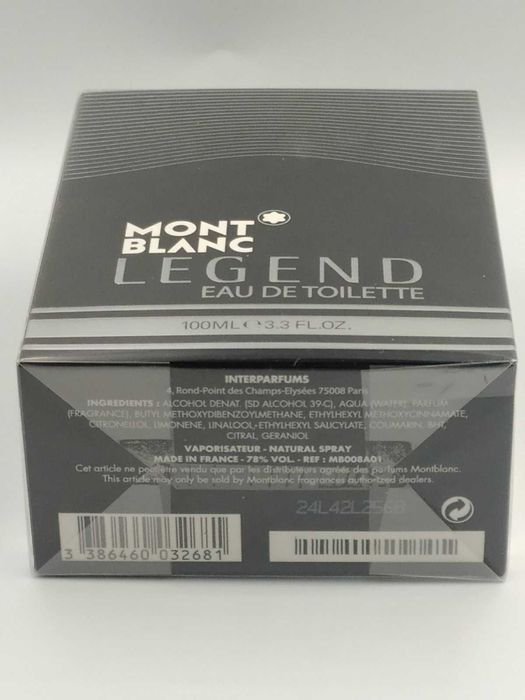 MONT
BLANC
LEGEND
EAU DE TOILETTE
100ML ℮ 3.3 FL.OZ.
INTERPARFUMS
4, Rond-Point des Champs-Elysées 75008 Paris
INGREDIENTS : ALCOHOL DENAT. (SD ALCOHOL 39-C), AQUA (WATER), PARFUM
(FRAGRANCE), BUTYL METHOXYDIBENZOYLMETHANE, ETHYLHEXYL METHOXYCINNAMATE,
CITRONELLOL, LIMONENE, LINALOOL-ETHYLHEXYL SALICYLATE, COUMARIN, BHT,
CITRAL, GERANIOL
VAPORISATEUR - NATURAL SPRAY
MADE IN FRANCE - 78% VOL. - REF : MB008A01
Cet article ne peut être vendu que par les distributeurs agréés des parfums Montblanc.
This article may only be sold by Montblanc fragrances authorized dealers.
3 386460 032681